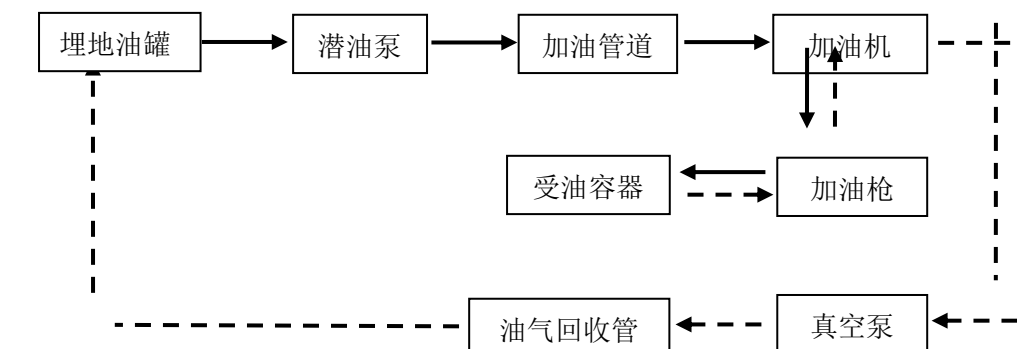 埋地油罐
潜油泵
加油管道
加油机
受油容器
加油枪
油气回收管
真空泵